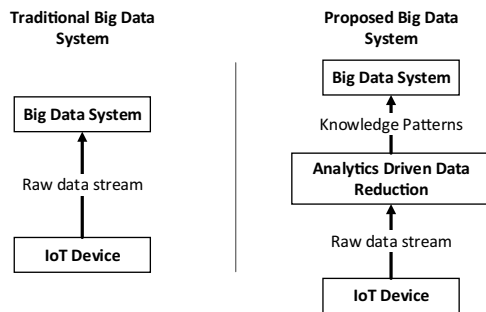 Traditional Big Data
System
Big Data System
Raw data stream
IoT Device
Proposed Big Data
System
Big Data System
Knowledge Patterns
Analytics Driven Data
Reduction
Raw data stream
IoT Device